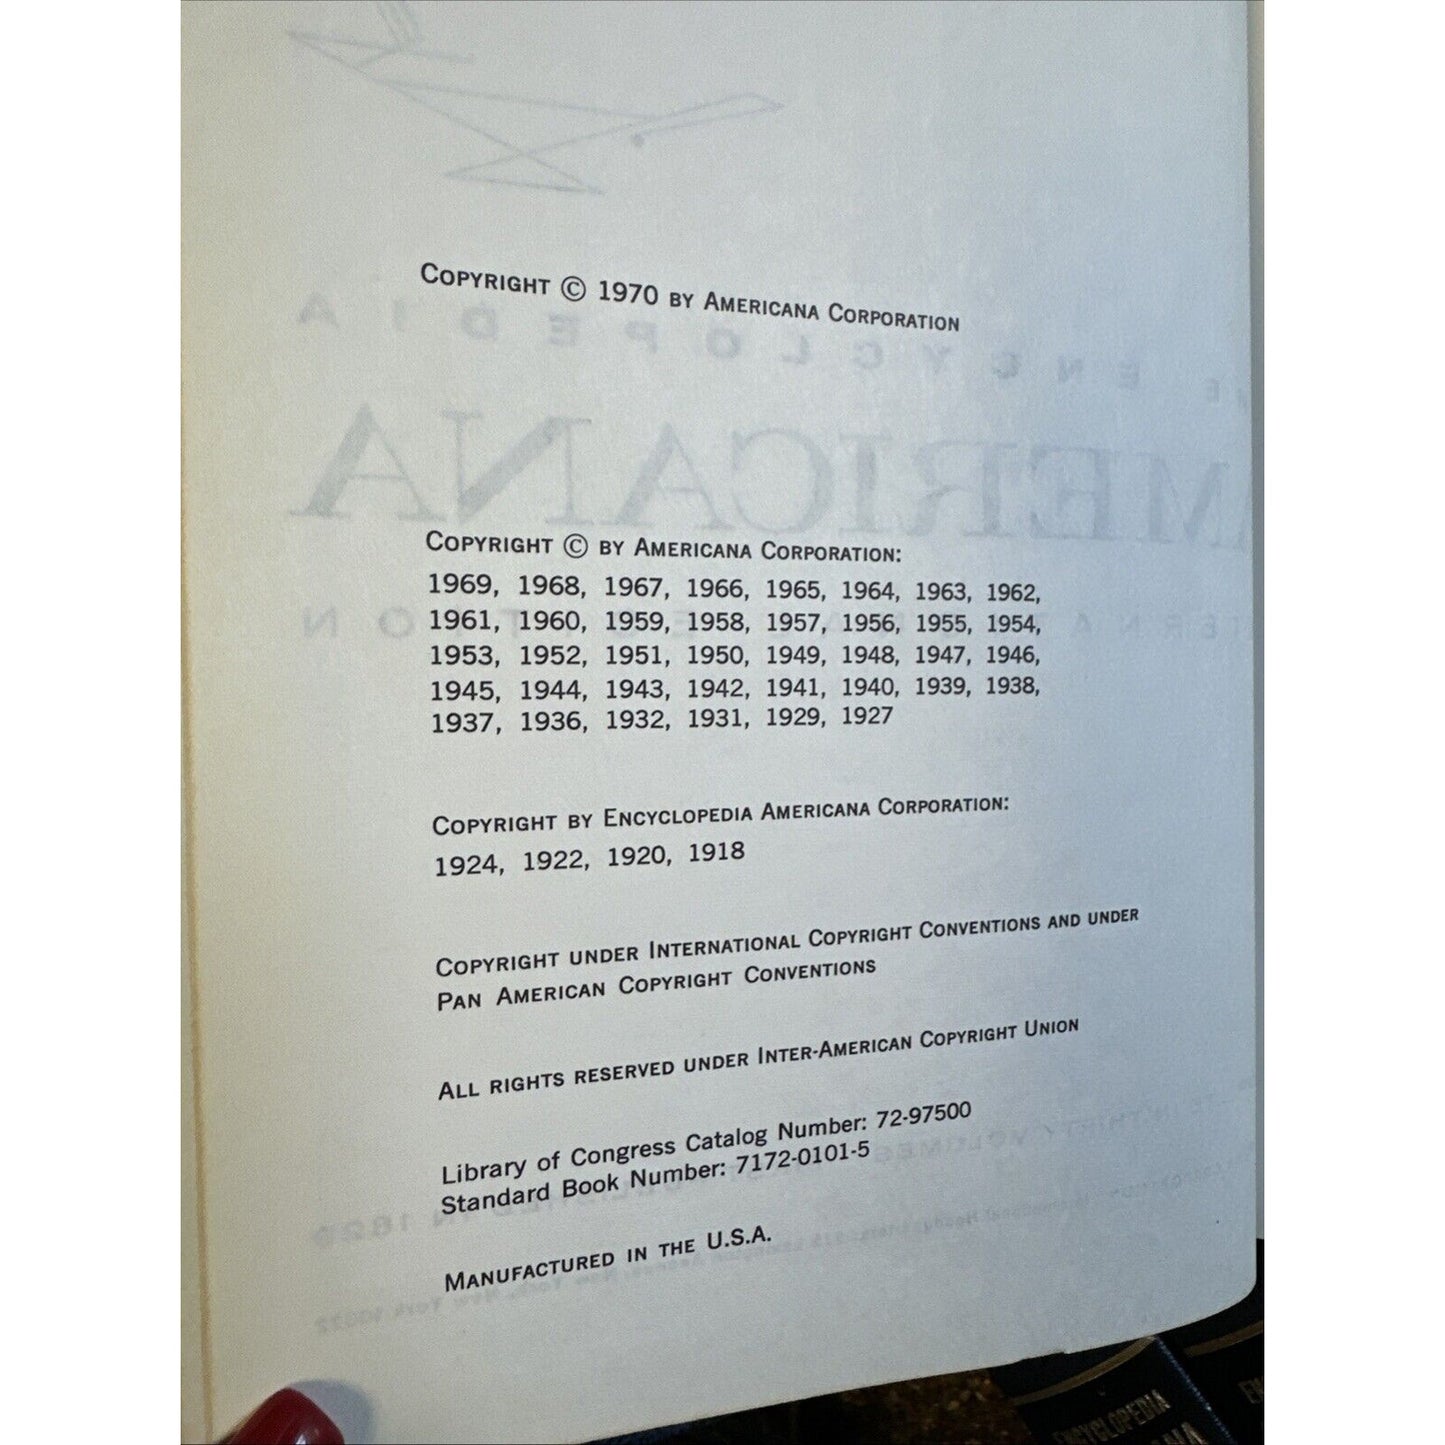 Copyright © 1970 by Americana Corporation
Copyright © by Americana Corporation:
1969, 1968, 1967, 1966, 1965, 1964, 1963, 1962,
1961, 1960, 1959, 1958, 1957, 1956, 1955, 1954,
1953, 1952, 1951, 1950, 1949, 1948, 1947, 1946,
1945, 1944, 1943, 1942, 1941, 1940, 1939, 1938,
1937, 1936, 1932, 1931, 1929, 1927
Copyright by Encyclopedia Americana Corporation:
1924, 1922, 1920, 1918
Copyright under International Copyright Conventions and under
Pan American Copyright Conventions
All rights reserved under Inter-American Copyright Union
Library of Congress Catalog Number: 72-97500
Standard Book Number: 7172-0101-5
Manufactured in the U.S.A.
ENCYCLOPEDIA